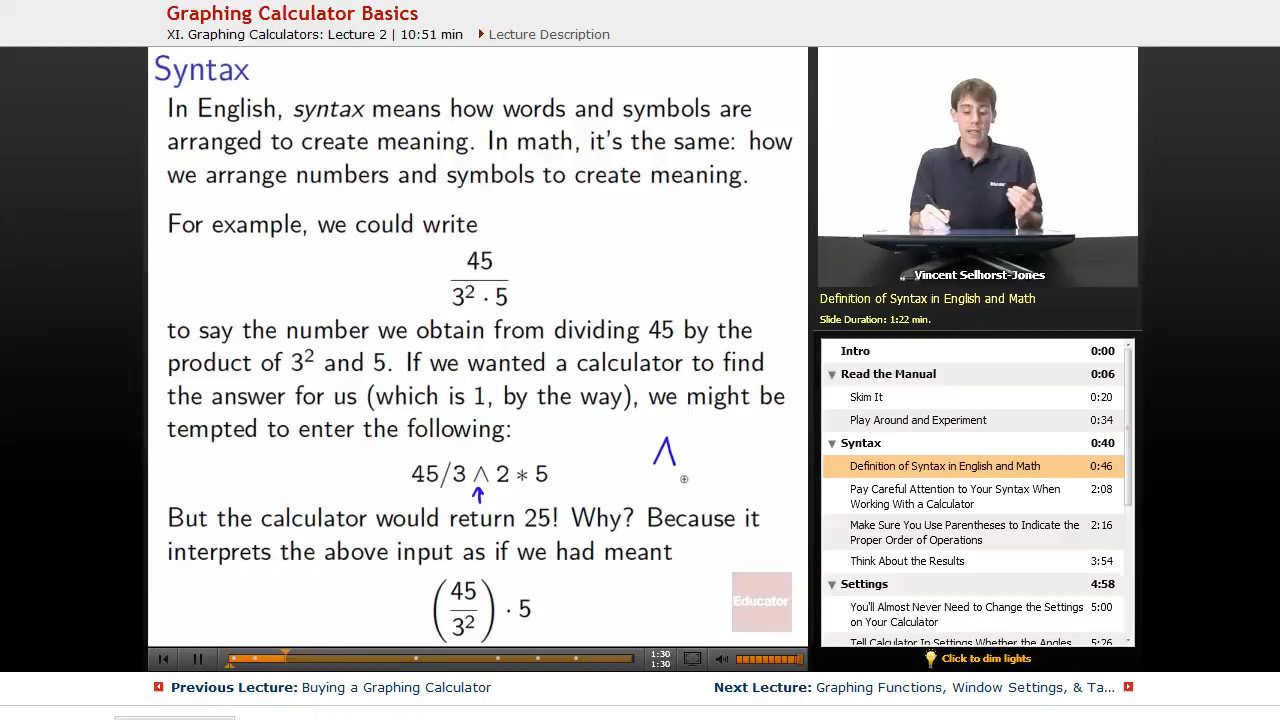 Graphing Calculator Basics
XI. Graphing Calculators: Lecture 2 | 10:51 min Lecture Description
Syntax
In English, syntax means how words and symbols are
arranged to create meaning. In math, it's the same: how
we arrange numbers and symbols to create meaning.
For example, we could write
45
3² · 5
to say the number we obtain from dividing 45 by the
product of 3² and 5. If we wanted a calculator to find
the answer for us (which is 1, by the way), we might be
tempted to enter the following:
∧
45/3 ∧ 2 ∗ 5
↑
But the calculator would return 25! Why? Because it
interprets the above input as if we had meant
(45/3²) · 5
Educator
Educator
Vincent Selhorst-Jones
Definition of Syntax in English and Math
Slide Duration: 1:22 min.
Intro 0:00
Read the Manual 0:06
Skim It 0:20
Play Around and Experiment 0:34
Syntax 0:40
Definition of Syntax in English and Math 0:46
Pay Careful Attention to Your Syntax When 2:08
Working With a Calculator
Make Sure You Use Parentheses to Indicate the 2:16
Proper Order of Operations
Think About the Results 3:54
Settings 4:58
You'll Almost Never Need to Change the Settings 5:00
on Your Calculator
Tell Calculator In Settings Whether the Angles 5:26
1:30
1:30
Click to dim lights
Previous Lecture: Buying a Graphing Calculator
Next Lecture: Graphing Functions, Window Settings, & Ta...